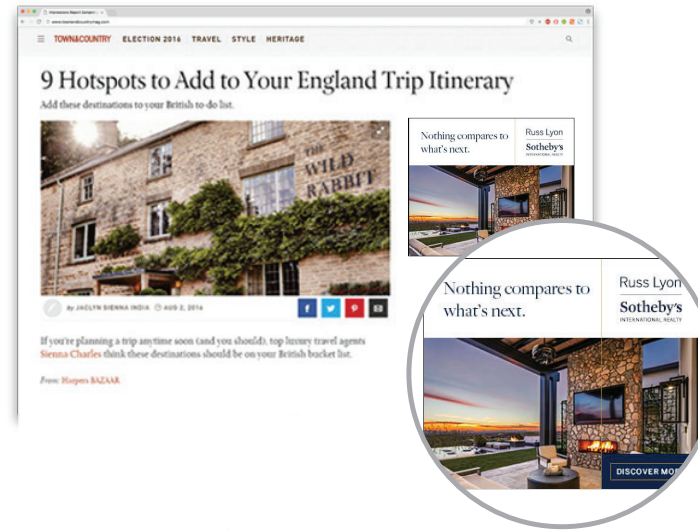 www.townandcountrymag.com
TOWN&COUNTRY ELECTION 2016 TRAVEL STYLE HERITAGE
9 Hotspots to Add to Your England Trip Itinerary
Add these destinations to your British to-do list.
THE
WILD
RABBIT
by JACLYN SIENNA INDIA AUG 2, 2016
If you're planning a trip anytime soon (and you should), top luxury travel agents
Sienna Charles think these destinations should be on your British bucket list.
From: Harpers BAZAAR
Nothing compares to
what's next.
Russ Lyon
Sotheby's
INTERNATIONAL REALTY
Nothing compares to
what's next.
Russ Lyon
Sotheby's
INTERNATIONAL REALTY
DISCOVER MO